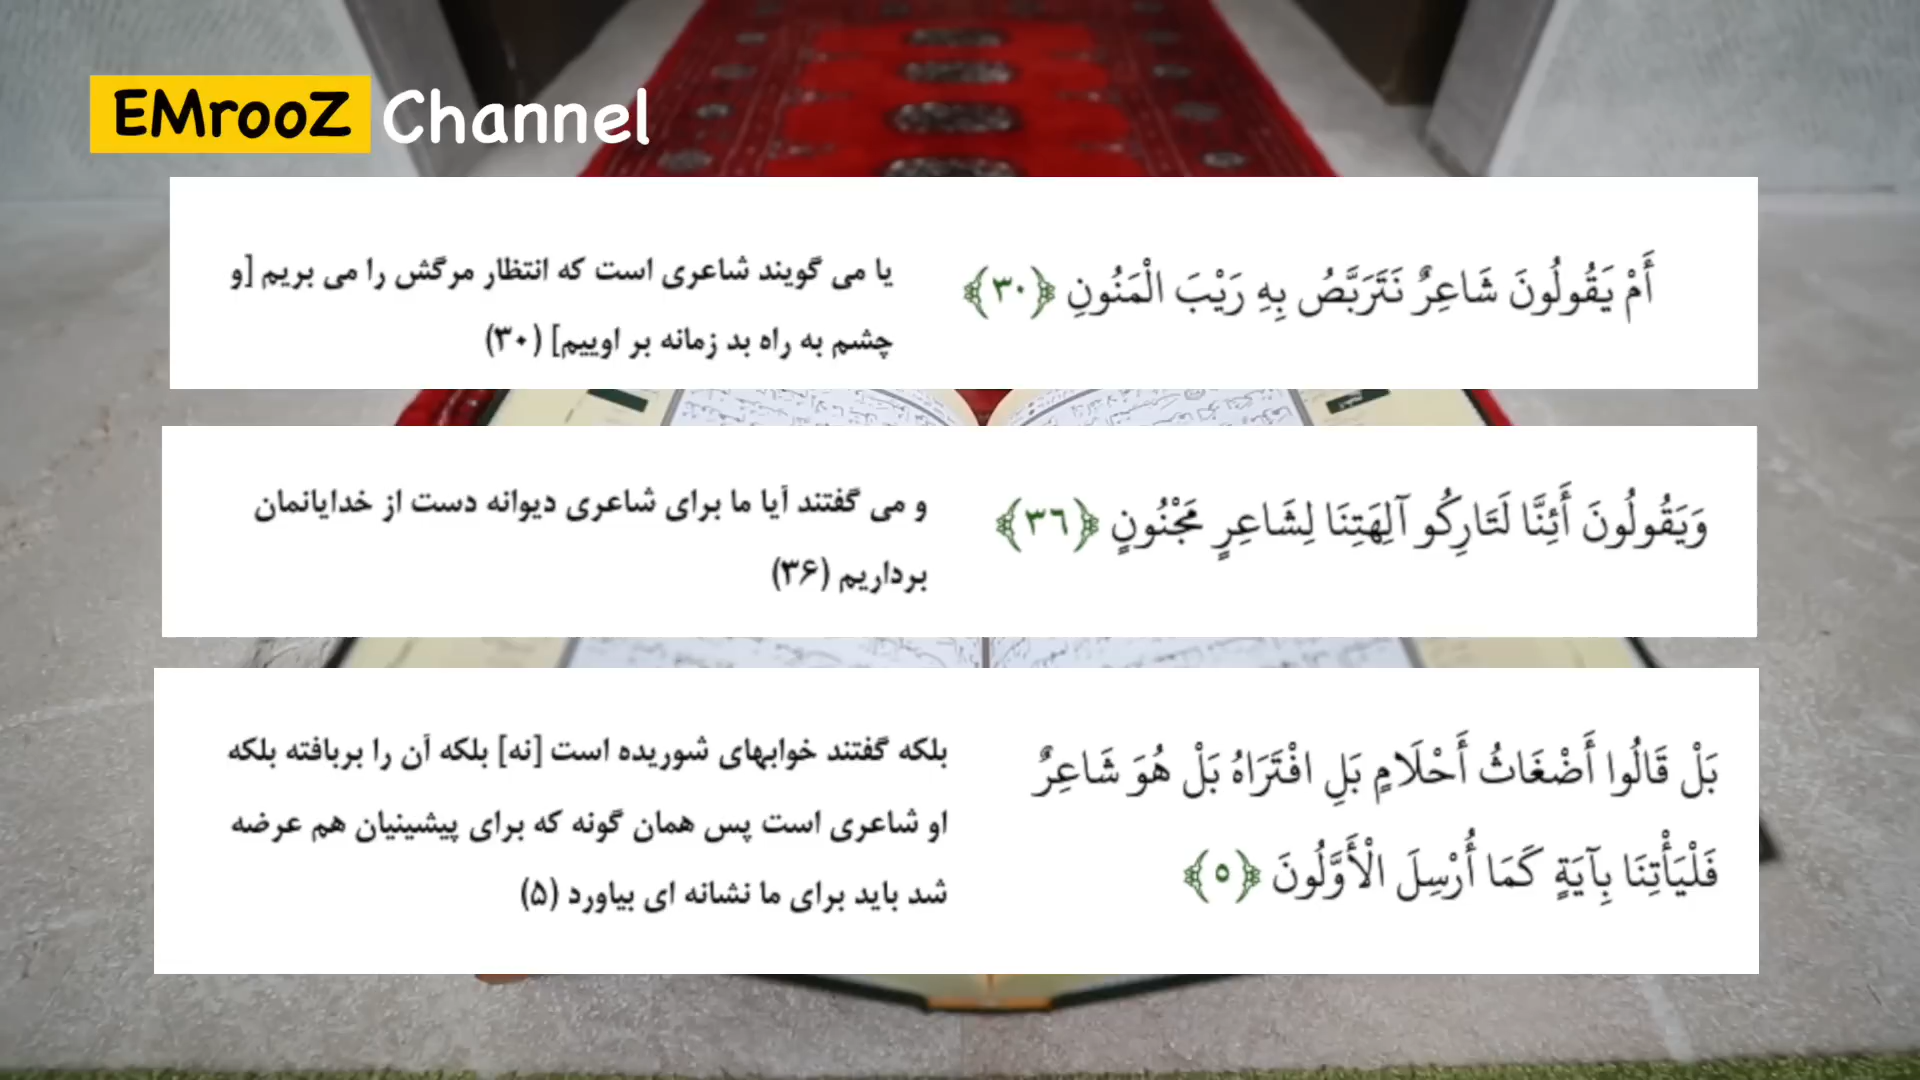 EMrooZ Channel
أَمْ يَقُولُونَ شَاعِرٌ نَتَرَبَّصُ بِهِ رَيْبَ الْمَنُونِ ﴿٣٠﴾
یا می گویند شاعری است که انتظار مرگش را می بریم [و
چشم به راه بد زمانه بر اوییم] (۳۰)
وَيَقُولُونَ أَئِنَّا لَتَارِكُو آلِهَتِنَا لِشَاعِرٍ مَجْنُونٍ ﴿٣٦﴾
و می گفتند آیا ما برای شاعری دیوانه دست از خدایانمان
برداریم (۳۶)
بَلْ قَالُوا أَضْغَاثُ أَحْلَامٍ بَلِ افْتَرَاهُ بَلْ هُوَ شَاعِرٌ
فَلْيَأْتِنَا بِآيَةٍ كَمَا أُرْسِلَ الْأَوَّلُونَ ﴿٥﴾
بلکه گفتند خوابهای شوریده است [نه] بلکه آن را بربافته بلکه
او شاعری است پس همان گونه که برای پیشینیان هم عرضه
شد باید برای ما نشانه ای بیاورد (۵)